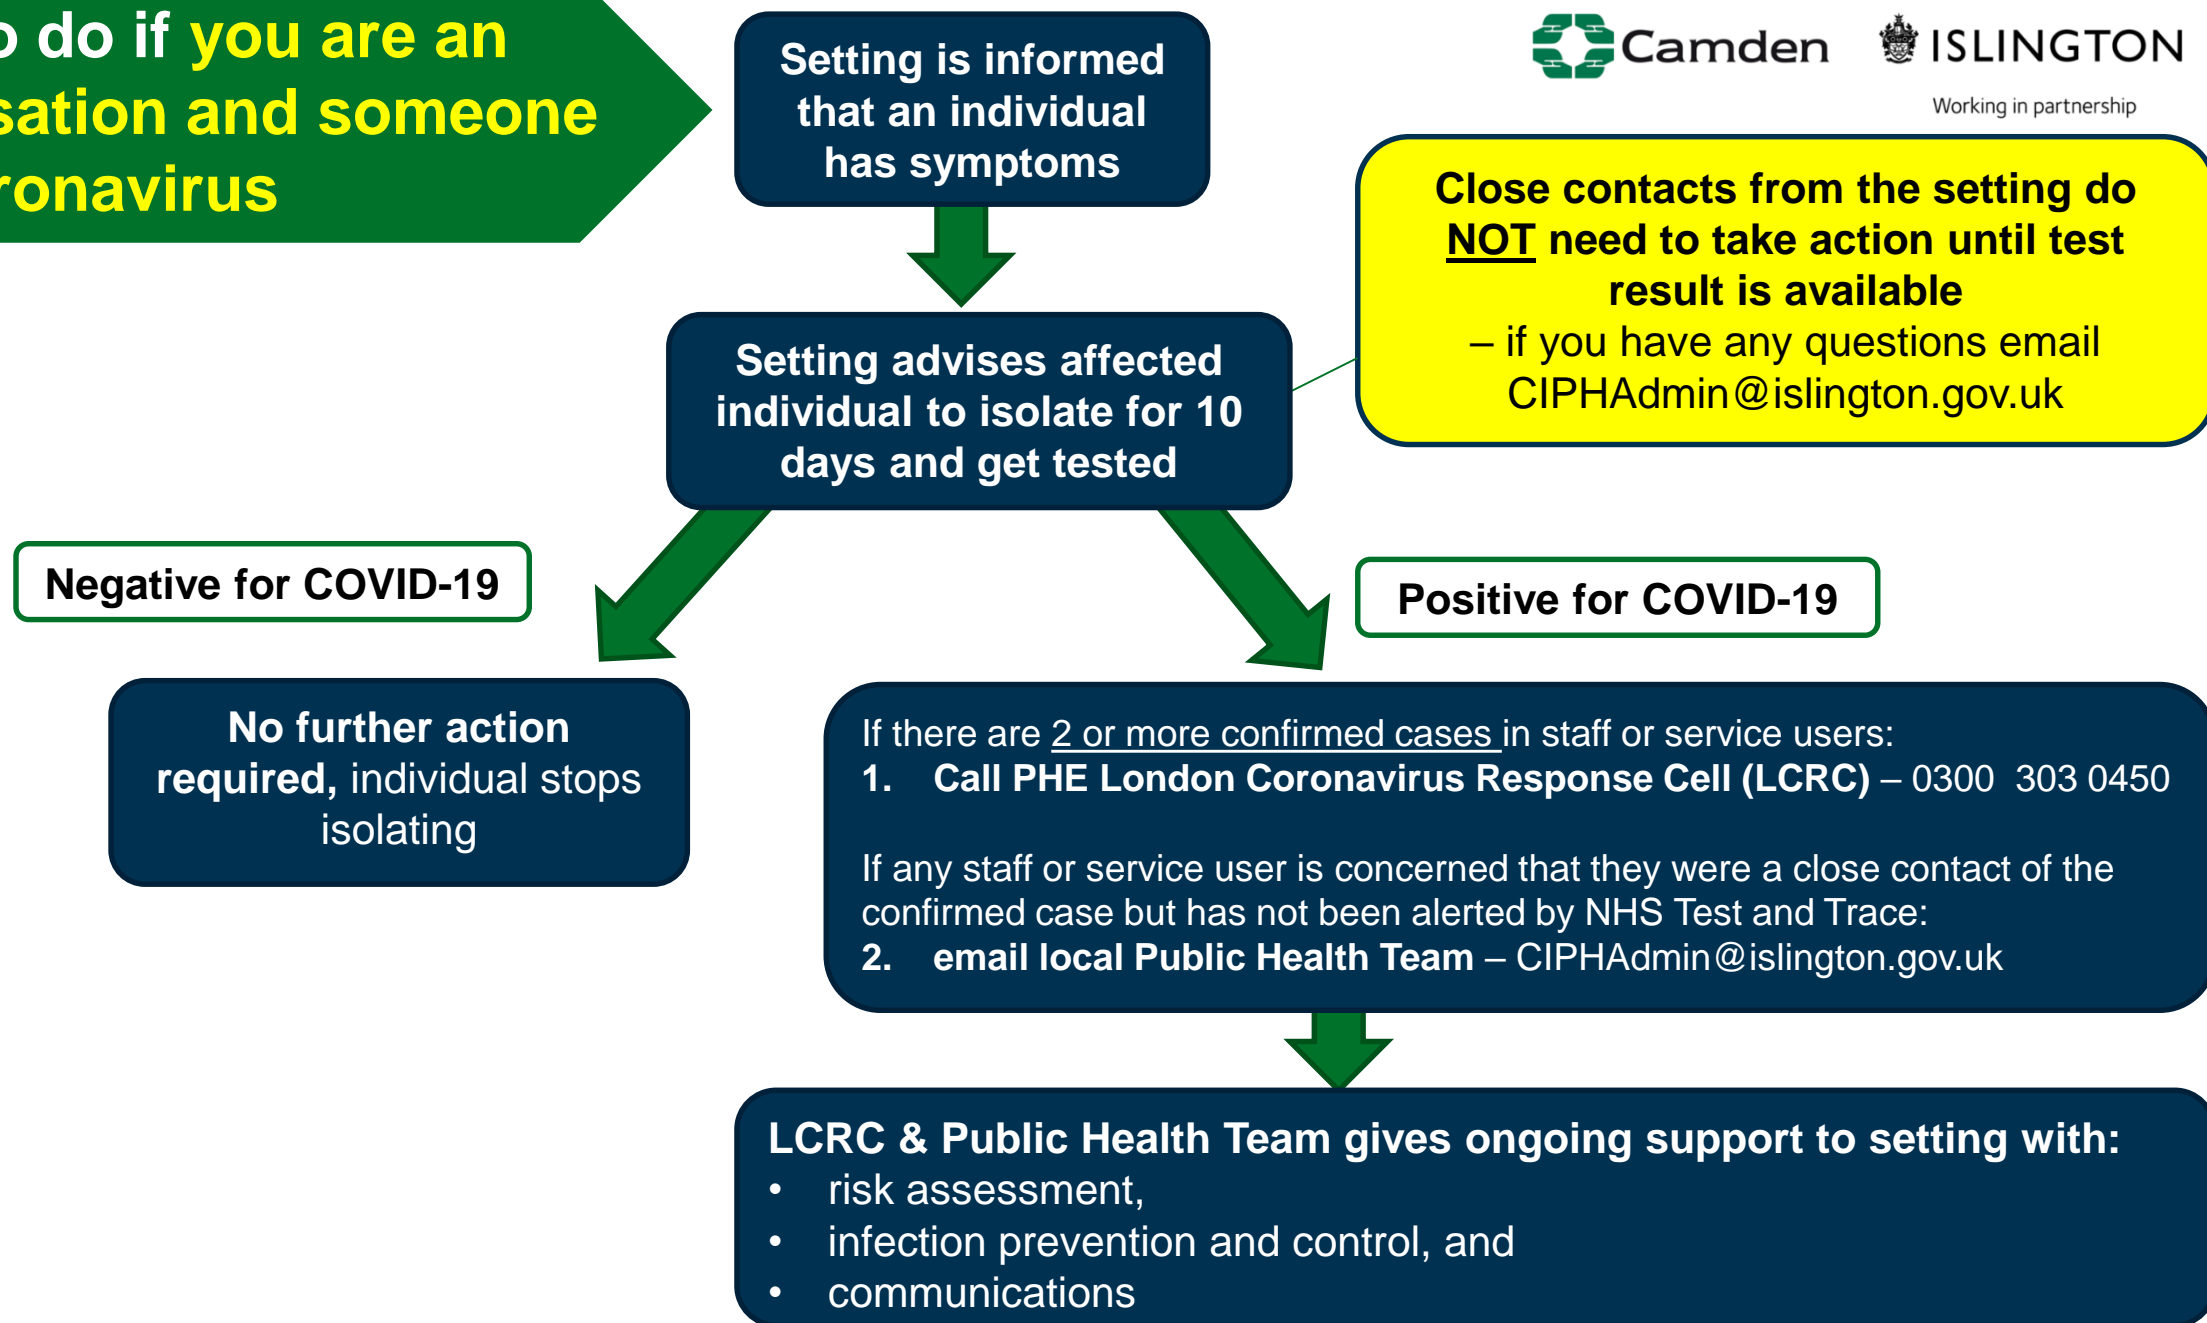 o do if you are an
sation and someone
ronavirus
Setting is informed
that an individual
has symptoms
Camden
ISLINGTON
Working in partnership
Close contacts from the setting do
NOT need to take action until test
result is available
– if you have any questions email
CIPHAdmin@islington.gov.uk
Setting advises affected
individual to isolate for 10
days and get tested
Negative for COVID-19
Positive for COVID-19
No further action
required, individual stops
isolating
If there are 2 or more confirmed cases in staff or service users:
1. Call PHE London Coronavirus Response Cell (LCRC) – 0300 303 0450
If any staff or service user is concerned that they were a close contact of the
confirmed case but has not been alerted by NHS Test and Trace:
2. email local Public Health Team – CIPHAdmin@islington.gov.uk
LCRC & Public Health Team gives ongoing support to setting with:
• risk assessment,
• infection prevention and control, and
• communications